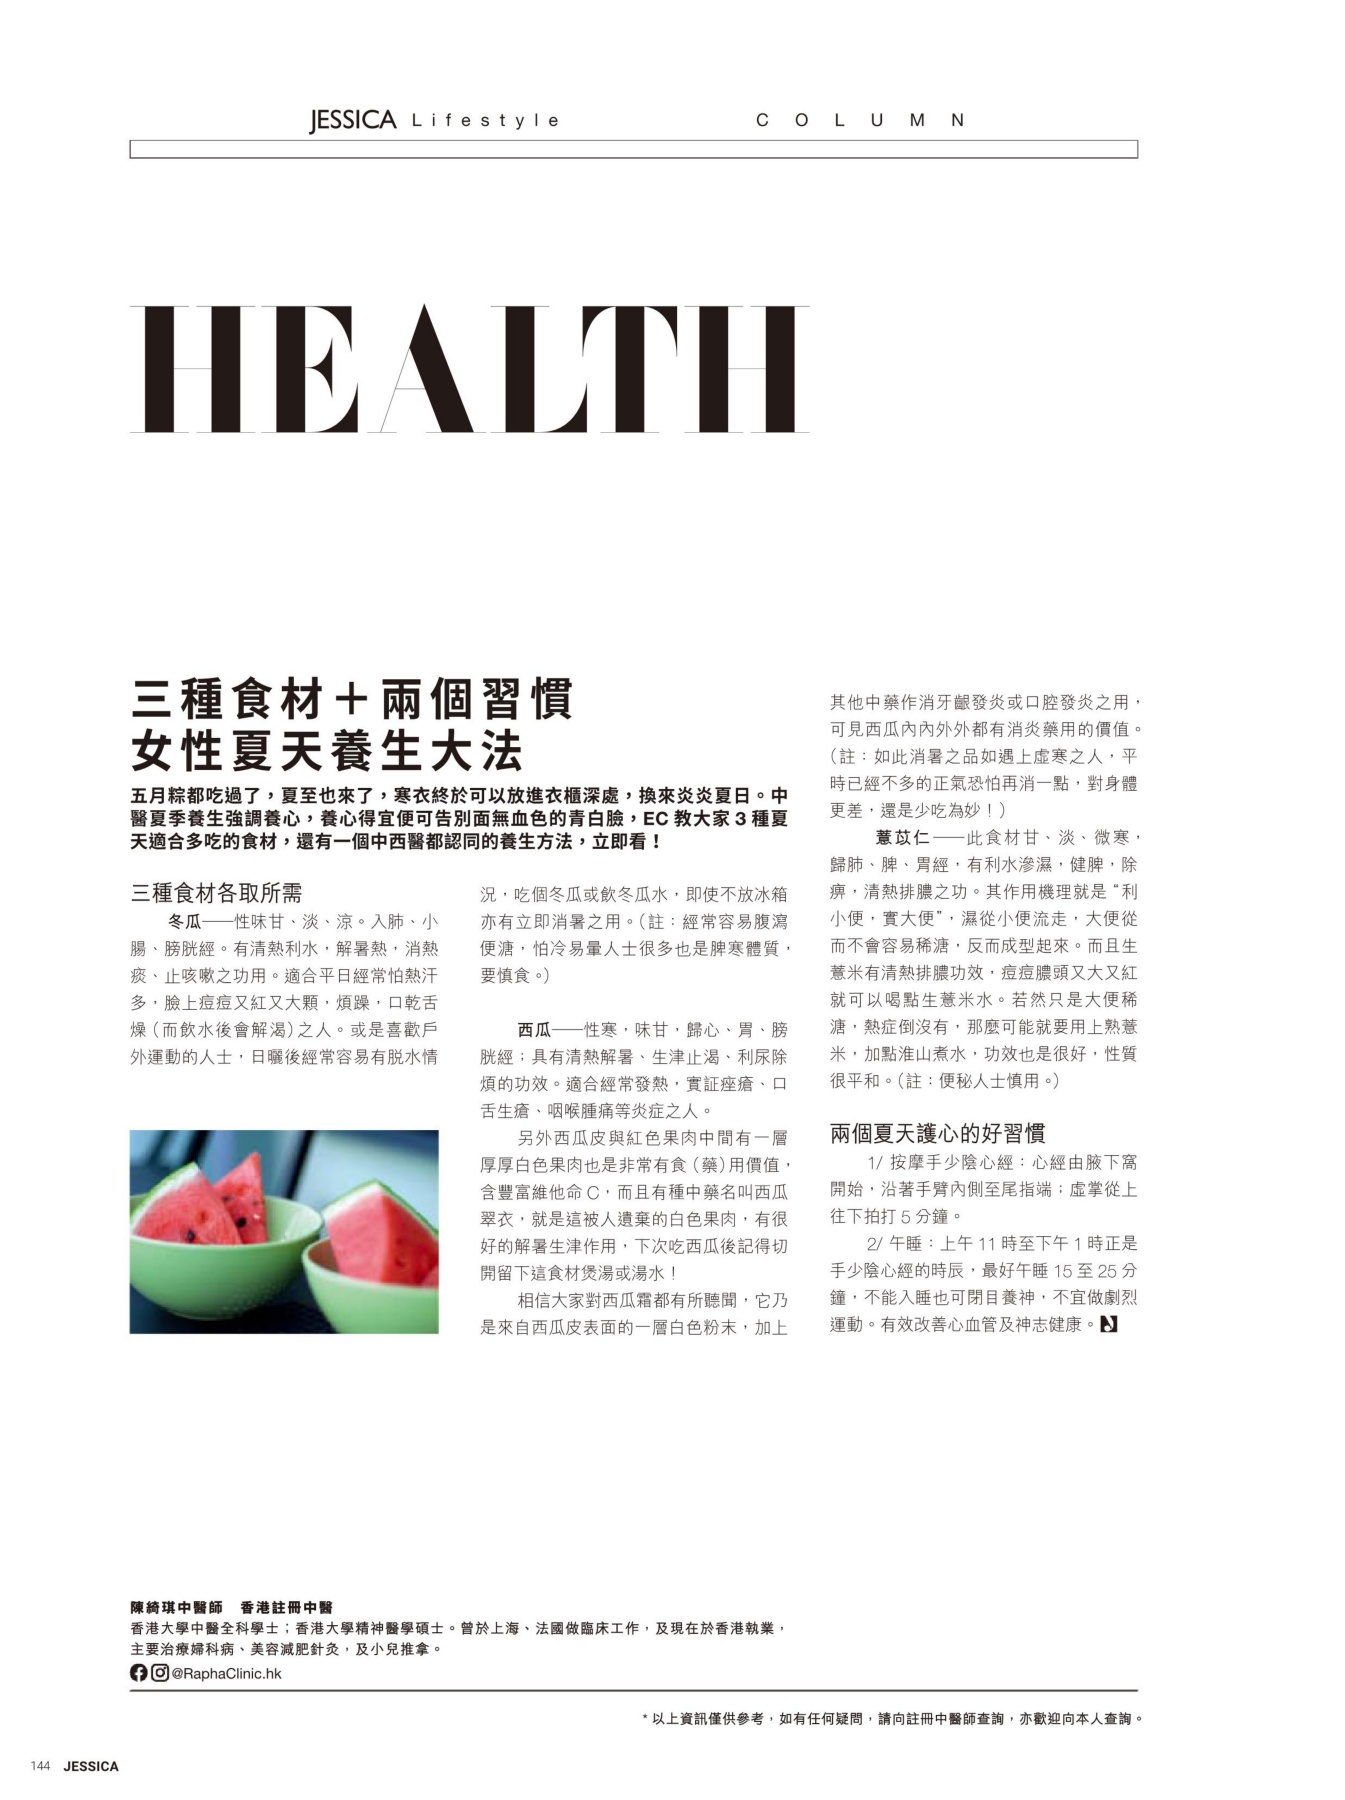 JESSICA Lifestyle COLUMN
HEALTH
三種食材＋兩個習慣
女性夏天養生大法
五月粽都吃過了，夏至也來了，寒衣終於可以放進衣櫃深處，換來炎炎夏日。中
醫夏季養生強調養心，養心得宜便可告別面無血色的青白臉，EC 教大家 3 種夏
天適合多吃的食材，還有一個中西醫都認同的養生方法，立即看！
三種食材各取所需
冬瓜——性味甘、淡、涼。入肺、小
腸、膀胱經。有清熱利水，解暑熱，消熱
痰、止咳嗽之功用。適合平日經常怕熱汗
多，臉上痘痘又紅又大顆，煩躁，口乾舌
燥（而飲水後會解渴）之人。或是喜歡戶
外運動的人士，日曬後經常容易有脱水情
況，吃個冬瓜或飲冬瓜水，即使不放冰箱
亦有立即消暑之用。（註：經常容易腹瀉
便溏，怕冷易暈人士很多也是脾寒體質，
要慎食。）
西瓜——性寒，味甘，歸心、胃、膀
胱經；具有清熱解暑、生津止渴、利尿除
煩的功效。適合經常發熱，實証痤瘡、口
舌生瘡、咽喉腫痛等炎症之人。
另外西瓜皮與紅色果肉中間有一層
厚厚白色果肉也是非常有食（藥）用價值，
含豐富維他命 C，而且有種中藥名叫西瓜
翠衣，就是這被人遺棄的白色果肉，有很
好的解暑生津作用，下次吃西瓜後記得切
開留下這食材煲湯或湯水！
相信大家對西瓜霜都有所聽聞，它乃
是來自西瓜皮表面的一層白色粉末，加上
其他中藥作消牙齦發炎或口腔發炎之用，
可見西瓜內內外外都有消炎藥用的價值。
（註：如此消暑之品如遇上虛寒之人，平
時已經不多的正氣恐怕再消一點，對身體
更差，還是少吃為妙！）
薏苡仁——此食材甘、淡、微寒，
歸肺、脾、胃經，有利水滲濕，健脾，除
痹，清熱排膿之功。其作用機理就是“利
小便，實大便”，濕從小便流走，大便從
而不會容易稀溏，反而成型起來。而且生
薏米有清熱排膿功效，痘痘膿頭又大又紅
就可以喝點生薏米水。若然只是大便稀
溏，熱症倒沒有，那麼可能就要用上熟薏
米，加點淮山煮水，功效也是很好，性質
很平和。（註：便秘人士慎用。）
兩個夏天護心的好習慣
1/ 按摩手少陰心經：心經由腋下窩
開始，沿著手臂內側至尾指端；虛掌從上
往下拍打 5 分鐘。
2/ 午睡：上午 11 時至下午 1 時正是
手少陰心經的時辰，最好午睡 15 至 25 分
鐘，不能入睡也可閉目養神，不宜做劇烈
運動。有效改善心血管及神志健康。
陳綺琪中醫師　香港註冊中醫
香港大學中醫全科學士；香港大學精神醫學碩士。曾於上海、法國做臨床工作，及現在於香港執業，
主要治療婦科病、美容減肥針灸，及小兒推拿。
@RaphaClinic.hk
* 以上資訊僅供參考，如有任何疑問，請向註冊中醫師查詢，亦歡迎向本人查詢。
144 JESSICA